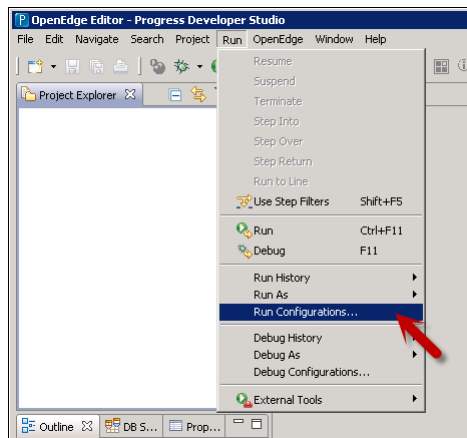 OpenEdge Editor - Progress Developer Studio
File Edit Navigate Search Project Run OpenEdge Window Help
Project Explorer
Resume
Suspend
Terminate
Step Into
Step Over
Step Return
Run to Line
Use Step Filters Shift+F5
Run Ctrl+F11
Debug F11
Run History
Run As
Run Configurations...
Debug History
Debug As
Debug Configurations...
External Tools
Outline DB S... Prop...